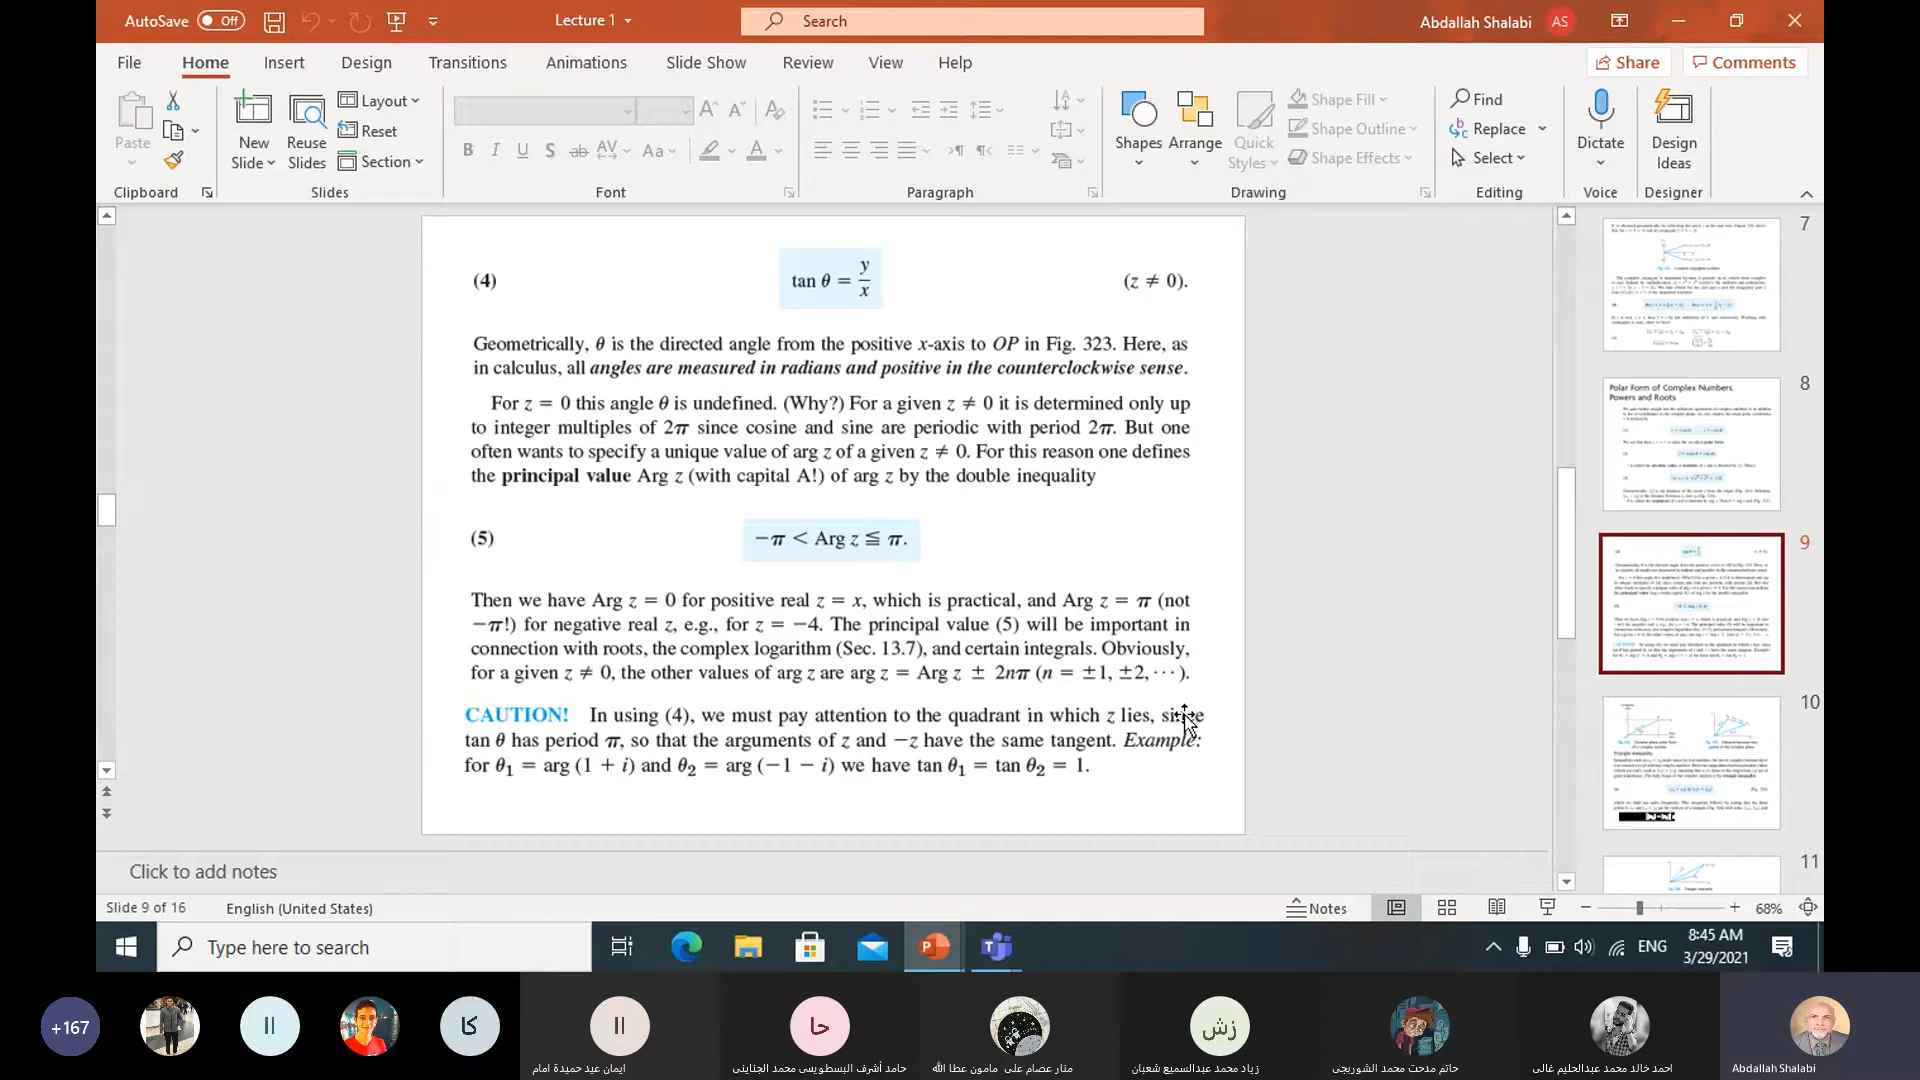 AutoSave Off
Lecture 1
Search
Abdallah Shalabi AS
File Home Insert Design Transitions Animations Slide Show Review View Help
Share Comments
Paste
Clipboard
New Slide
Reuse Slides
Layout
Reset
Section
Slides
B I U S ab AV Aa A
Font
Paragraph
Shapes
Arrange
Quick Styles
Shape Fill
Shape Outline
Shape Effects
Drawing
Find
Replace
Select
Editing
Dictate
Voice
Design Ideas
Designer
(4) tan θ = y/x (z ≠ 0).
Geometrically, θ is the directed angle from the positive x-axis to OP in Fig. 323. Here, as
in calculus, all angles are measured in radians and positive in the counterclockwise sense.
For z = 0 this angle θ is undefined. (Why?) For a given z ≠ 0 it is determined only up
to integer multiples of 2π since cosine and sine are periodic with period 2π. But one
often wants to specify a unique value of arg z of a given z ≠ 0. For this reason one defines
the principal value Arg z (with capital A!) of arg z by the double inequality
(5) −π < Arg z ≦ π.
Then we have Arg z = 0 for positive real z = x, which is practical, and Arg z = π (not
−π!) for negative real z, e.g., for z = −4. The principal value (5) will be important in
connection with roots, the complex logarithm (Sec. 13.7), and certain integrals. Obviously,
for a given z ≠ 0, the other values of arg z are arg z = Arg z ± 2nπ (n = ±1, ±2, ···).
CAUTION! In using (4), we must pay attention to the quadrant in which z lies, since
tan θ has period π, so that the arguments of z and −z have the same tangent. Example:
for θ1 = arg (1 + i) and θ2 = arg (−1 − i) we have tan θ1 = tan θ2 = 1.
7
8
Polar Form of Complex Numbers.
Powers and Roots
9
10
11
Click to add notes
Slide 9 of 16 English (United States) Notes 68%
Type here to search
ENG
8:45 AM
3/29/2021
+167
اا
كا
اا
حا
زش
ايمان عيد حميدة امام
حامد أشرف البسطويسى محمد الجناينى
منار عصام على مامون عطا الله
زياد محمد عبدالسميع شعبان
حاتم مدحت محمد الشوربجى
احمد خالد محمد عبدالحليم غالى
Abdallah Shalabi